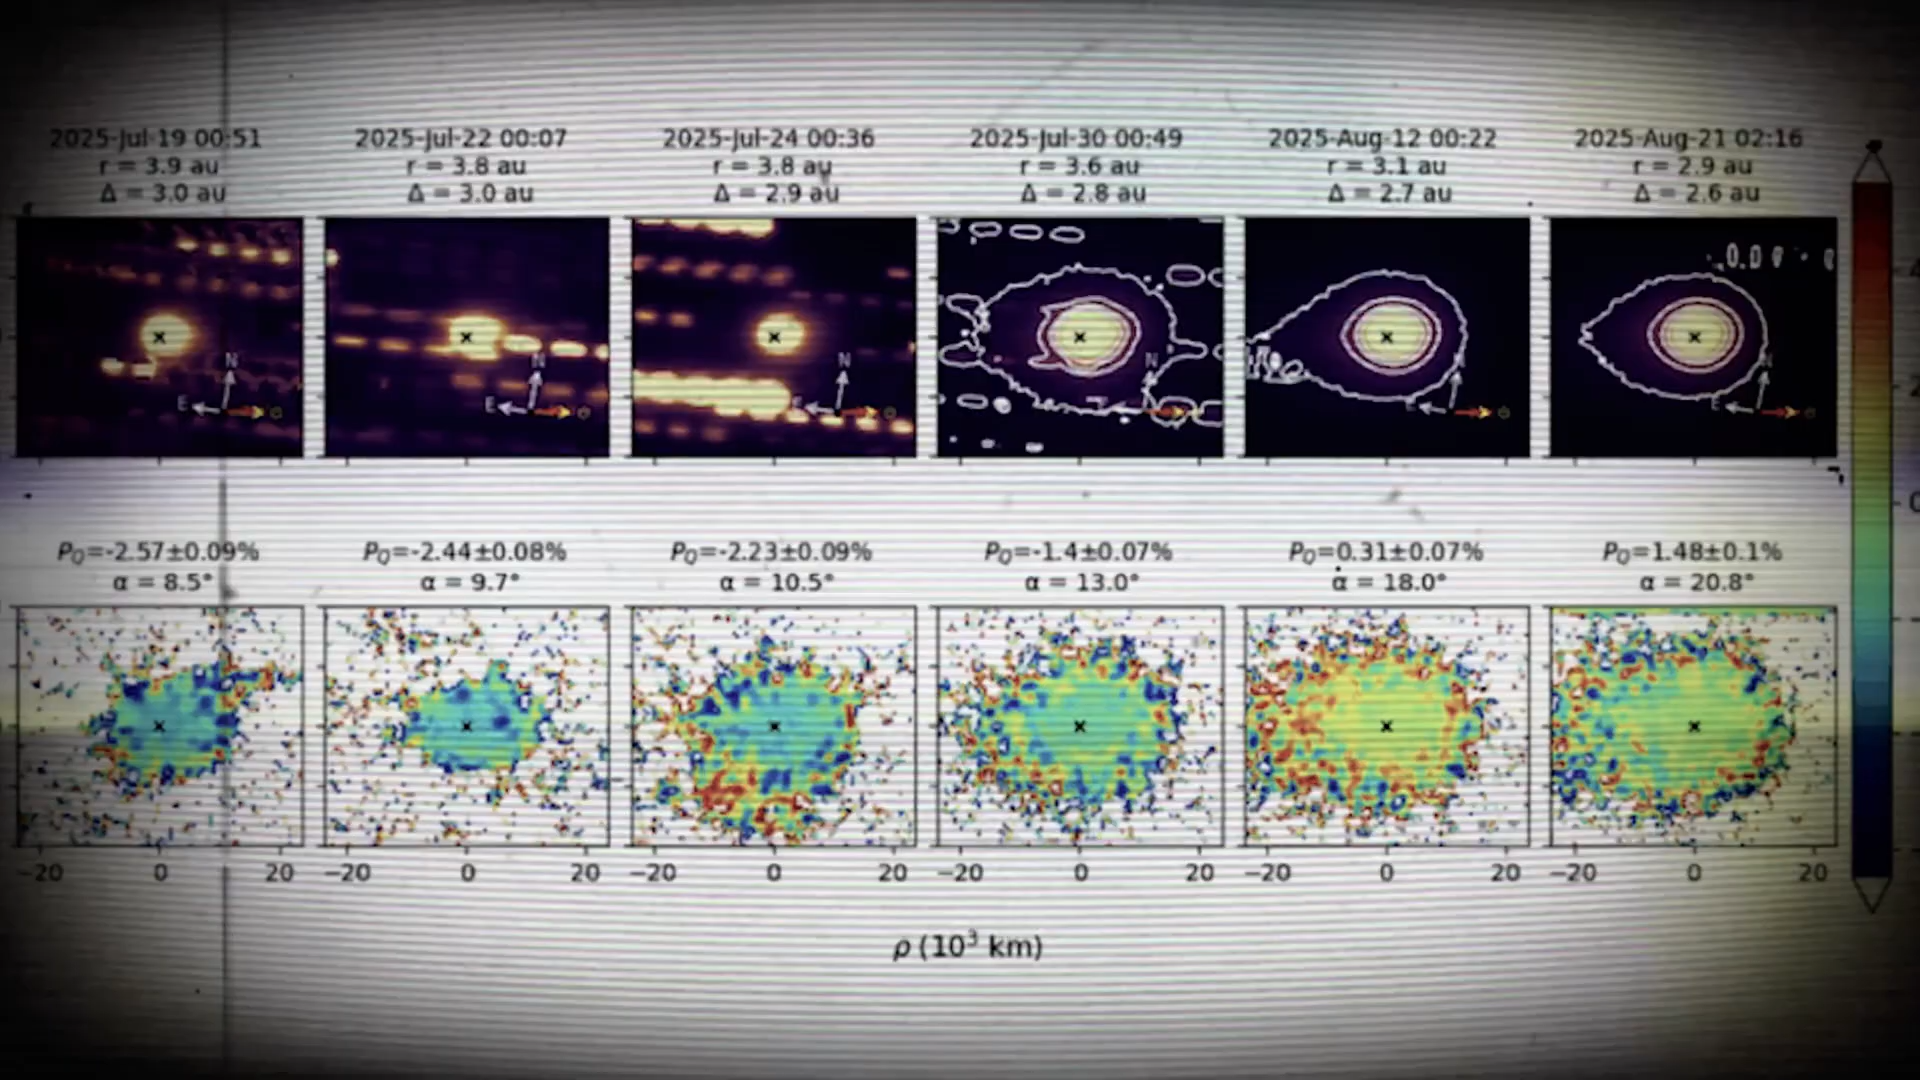 2025-Jul-19 00:51 2025-Jul-22 00:07 2025-Jul-24 00:36 2025-Jul-30 00:49 2025-Aug-12 00:22 2025-Aug-21 02:16
r = 3.9 au r = 3.8 au r = 3.8 au r = 3.6 au r = 3.1 au r = 2.9 au
Δ = 3.0 au Δ = 3.0 au Δ = 2.9 au Δ = 2.8 au Δ = 2.7 au Δ = 2.6 au
N N N N N N
E E E E E
P_Q=-2.57±0.09% P_Q=-2.44±0.08% P_Q=-2.23±0.09% P_Q=-1.4±0.07% P_Q=0.31±0.07% P_Q=1.48±0.1%
α = 8.5° α = 9.7° α = 10.5° α = 13.0° α = 18.0° α = 20.8°
−20 0 20 −20 0 20 −20 0 20 −20 0 20 −20 0 20 −20 0 20
ρ (10³ km)